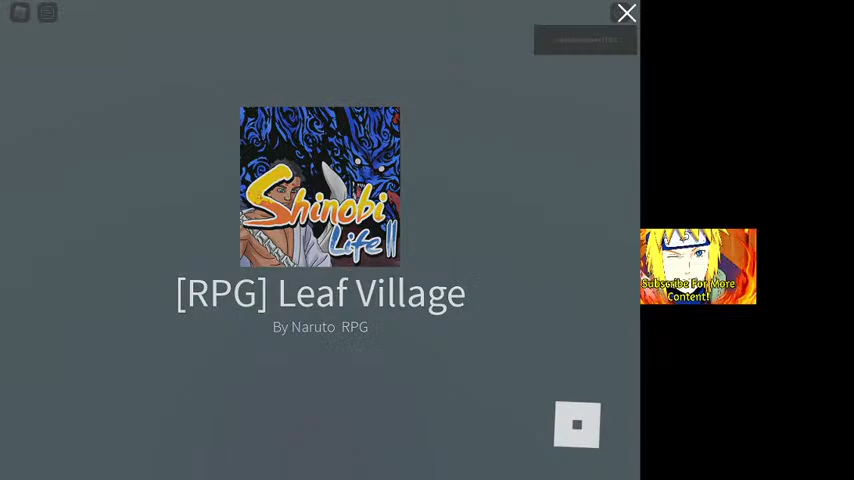 Shinobi
Life II
[RPG] Leaf Village
By Naruto RPG
Subscribe For More
Content!